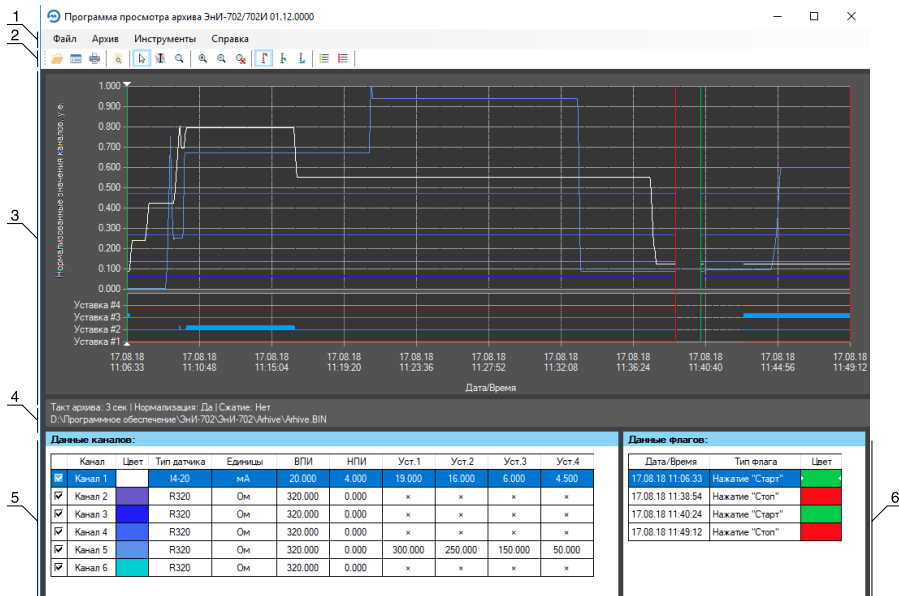 Программа просмотра архива ЭнИ-702/702И 01.12.0000
1
Файл Архив Инструменты Справка
2
3
Нормализованные значения каналов, у.е.
1.000
0.900
0.800
0.700
0.600
0.500
0.400
0.300
0.200
0.100
0.000
Уставка #4
Уставка #3
Уставка #2
Уставка #1
17.08.18 17.08.18 17.08.18 17.08.18 17.08.18 17.08.18 17.08.18 17.08.18 17.08.18 17.08.18 17.08.18
11:06:33 11:10:48 11:15:04 11:19:20 11:23:36 11:27:52 11:32:08 11:36:24 11:40:40 11:44:56 11:49:12
Дата/Время
4
Такт архива: 3 сек | Нормализация: Да | Сжатие: Нет
D:\Программное обеспечение\ЭнИ-702\ЭнИ-702\Arhive\Arhive.BIN
5
Данные каналов:
Канал Цвет Тип датчика Единицы ВПИ НПИ Уст.1 Уст.2 Уст.3 Уст.4
Канал 1 I4-20 мА 20.000 4.000 19.000 16.000 6.000 4.500
Канал 2 R320 Ом 320.000 0.000 × × × ×
Канал 3 R320 Ом 320.000 0.000 × × × ×
Канал 4 R320 Ом 320.000 0.000 × × × ×
Канал 5 R320 Ом 320.000 0.000 300.000 250.000 150.000 50.000
Канал 6 R320 Ом 320.000 0.000 × × × ×
Данные флагов:
Дата/Время Тип флага Цвет
17.08.18 11:06:33 Нажатие "Старт"
17.08.18 11:38:54 Нажатие "Стоп"
17.08.18 11:40:24 Нажатие "Старт"
17.08.18 11:49:12 Нажатие "Стоп"
6